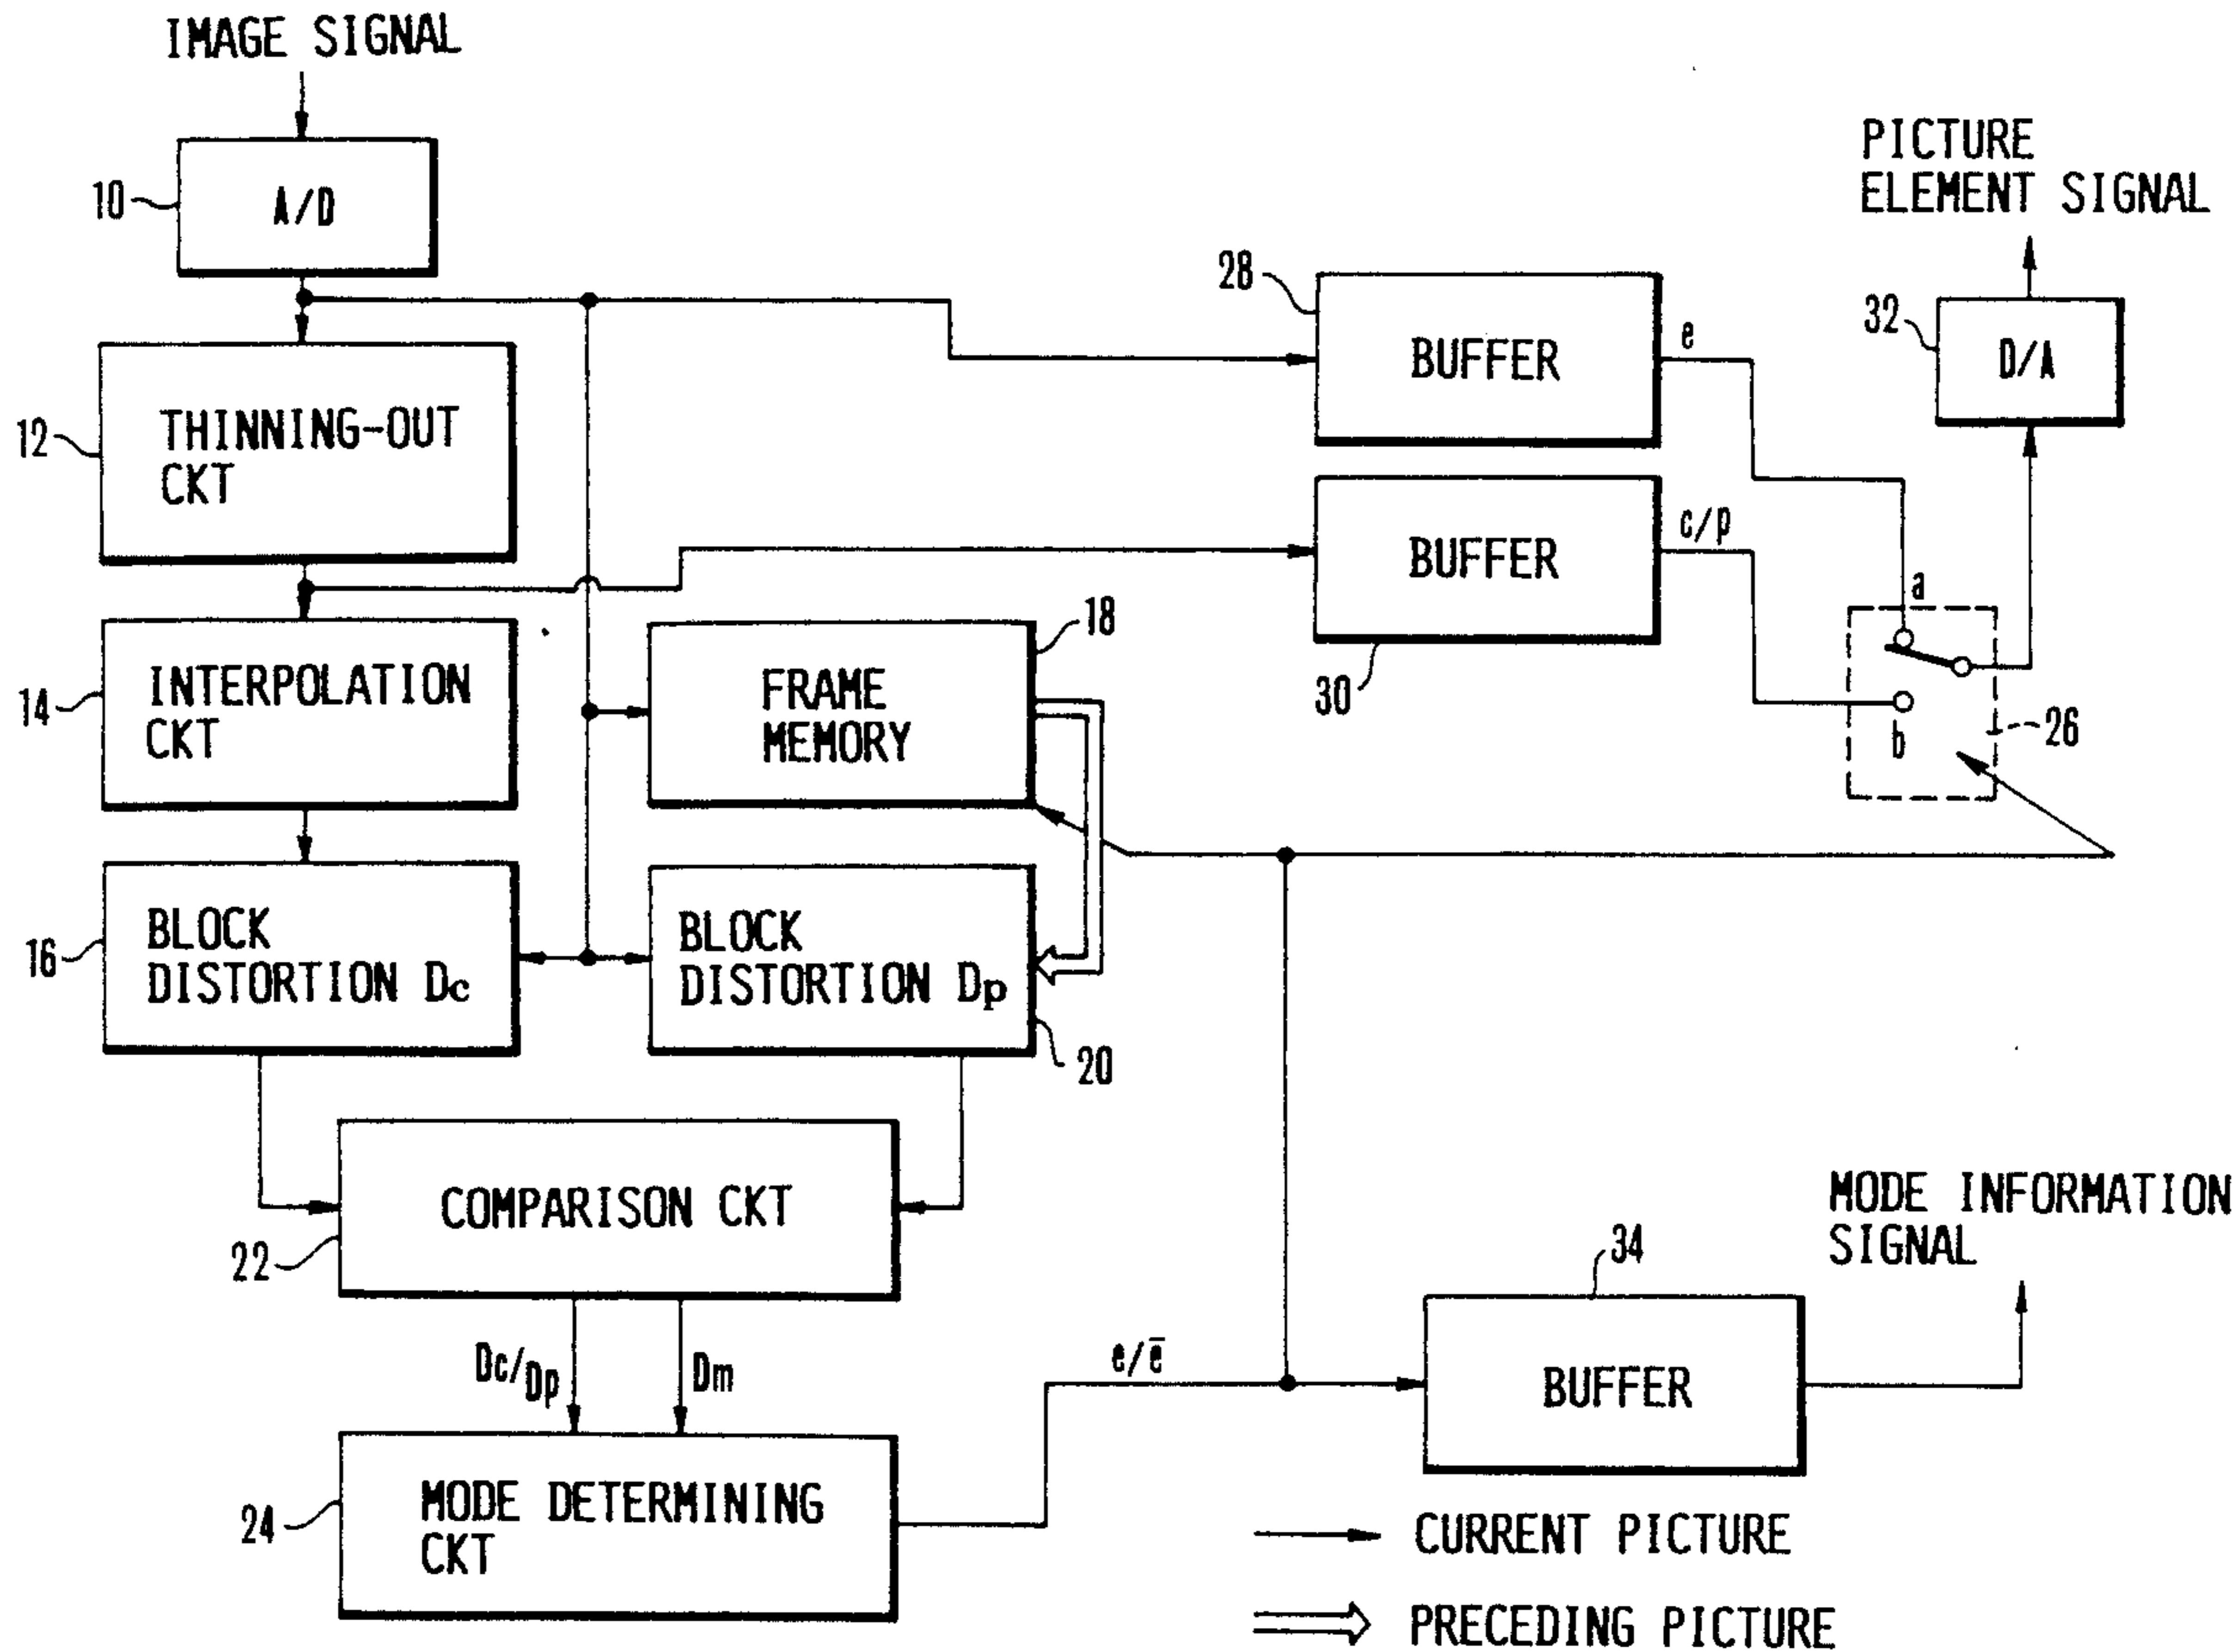 IMAGE SIGNAL
10
A/D
PICTURE
ELEMENT SIGNAL
28
BUFFER
e
32
D/A
12
THINNING-OUT
CKT
BUFFER
c/p
30
a
b
26
14
INTERPOLATION
CKT
18
FRAME
MEMORY
16
BLOCK
DISTORTION Dc
BLOCK
DISTORTION Dp
20
COMPARISON CKT
22
Dc/Dp
Dm
e/ē
34
BUFFER
MODE INFORMATION
SIGNAL
24
MODE DETERMINING
CKT
CURRENT PICTURE
PRECEDING PICTURE